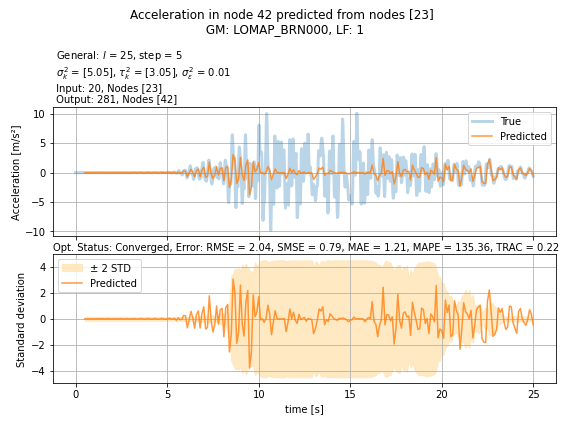 Acceleration in node 42 predicted from nodes [23]
GM: LOMAP_BRN000, LF: 1
General: l = 25, step = 5
σ²ₖ = [5.05], τ²ₖ = [3.05], σ²ε = 0.01
Input: 20, Nodes [23]
Output: 281, Nodes [42]
10
5
0
−5
−10
Acceleration [m/s²]
True
Predicted
Opt. Status: Converged, Error: RMSE = 2.04, SMSE = 0.79, MAE = 1.21, MAPE = 135.36, TRAC = 0.22
4
2
0
−2
−4
Standard deviation
± 2 STD
Predicted
0 5 10 15 20 25
time [s]